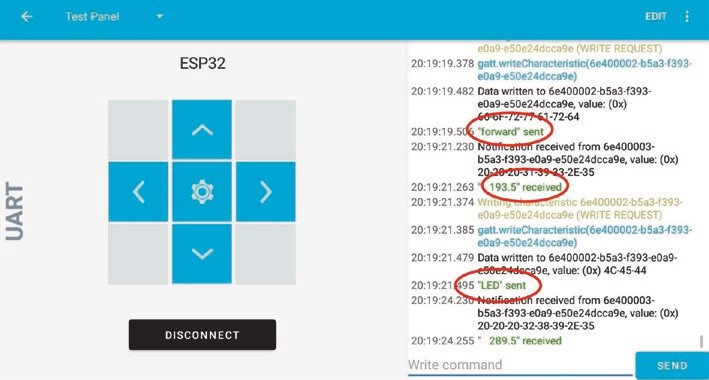 Test Panel
EDIT
UART
ESP32
DISCONNECT
e0a9-e50e24dcca9e (WRITE REQUEST)
20:19:19.378 gatt.writeCharacteristic(6e400002-b5a3-f393-
e0a9-e50e24dcca9e)
20:19:19.482 Data written to 6e400002-b5a3-f393-
e0a9-e50e24dcca9e, value: (0x)
66-6F-72-77-61-72-64
20:19:19.506 "forward" sent
20:19:21.230 Notification received from 6e400003-
b5a3-f393-e0a9-e50e24dcca9e, value: (0x)
20-20-20-31-39-33-2E-35
20:19:21.263 "   193.5" received
20:19:21.374 Writing characteristic 6e400002-b5a3-f393-
e0a9-e50e24dcca9e (WRITE REQUEST)
20:19:21.385 gatt.writeCharacteristic(6e400002-b5a3-f393-
e0a9-e50e24dcca9e)
20:19:21.479 Data written to 6e400002-b5a3-f393-e0a9-
e50e24dcca9e, value: (0x) 4C-45-44
20:19:21.495 "LED" sent
20:19:24.230 Notification received from 6e400003-
b5a3-f393-e0a9-e50e24dcca9e, value: (0x)
20-20-20-32-38-39-2E-35
20:19:24.255 "   289.5" received
Write command
SEND